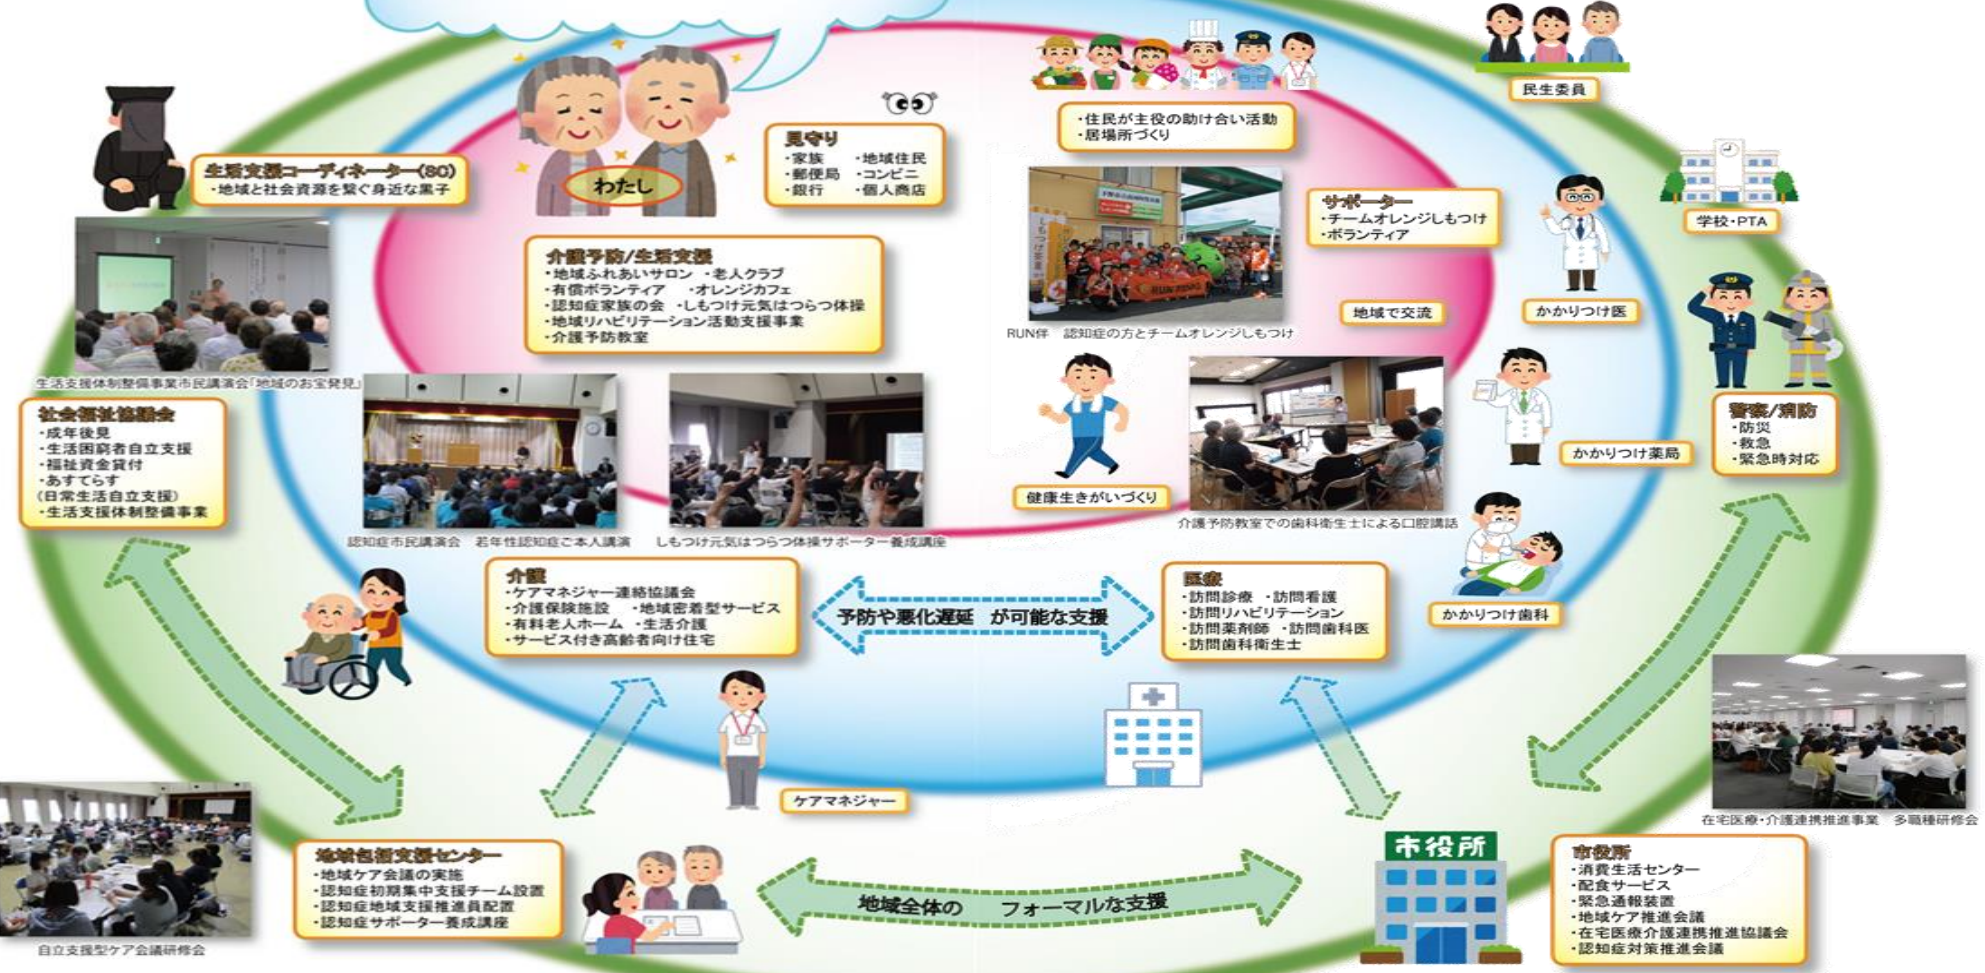 民生委員
・住民が主役の助け合い活動
・居場所づくり
見守り
・家族　・地域住民
・郵便局　・コンビニ
・銀行　・個人商店
生活支援コーディネーター(SC)
・地域と社会資源を繋ぐ身近な黒子
わたし
サポーター
・チームオレンジしもつけ
・ボランティア
学校・PTA
介護予防/生活支援
・地域ふれあいサロン　・老人クラブ
・有償ボランティア　・オレンジカフェ
・認知症家族の会　・しもつけ元気はつらつ体操
・地域リハビリテーション活動支援事業
・介護予防教室
RUN伴　認知症の方とチームオレンジしもつけ
地域で交流
かかりつけ医
生活支援体制整備事業市民講演会「地域のお宝発見」
社会福祉協議会
・成年後見
・生活困窮者自立支援
・福祉資金貸付
・あすてらす
(日常生活自立支援)
・生活支援体制整備事業
警察/消防
・防災
・救急
・緊急時対応
かかりつけ薬局
健康生きがいづくり
介護予防教室での歯科衛生士による口腔講話
認知症市民講演会　若年性認知症ご本人講演
しもつけ元気はつらつ体操サポーター養成講座
介護
・ケアマネジャー連絡協議会
・介護保険施設　・地域密着型サービス
・有料老人ホーム　・生活介護
・サービス付き高齢者向け住宅
予防や悪化遅延　が可能な支援
医療
・訪問診療　・訪問看護
・訪問リハビリテーション
・訪問薬剤師　・訪問歯科医
・訪問歯科衛生士
かかりつけ歯科
ケアマネジャー
在宅医療・介護連携推進事業　多職種研修会
地域包括支援センター
・地域ケア会議の実施
・認知症初期集中支援チーム設置
・認知症地域支援推進員配置
・認知症サポーター養成講座
地域全体の　フォーマルな支援
市役所
市役所
・消費生活センター
・配食サービス
・緊急通報装置
・地域ケア推進会議
・在宅医療介護連携推進協議会
・認知症対策推進会議
自立支援型ケア会議研修会